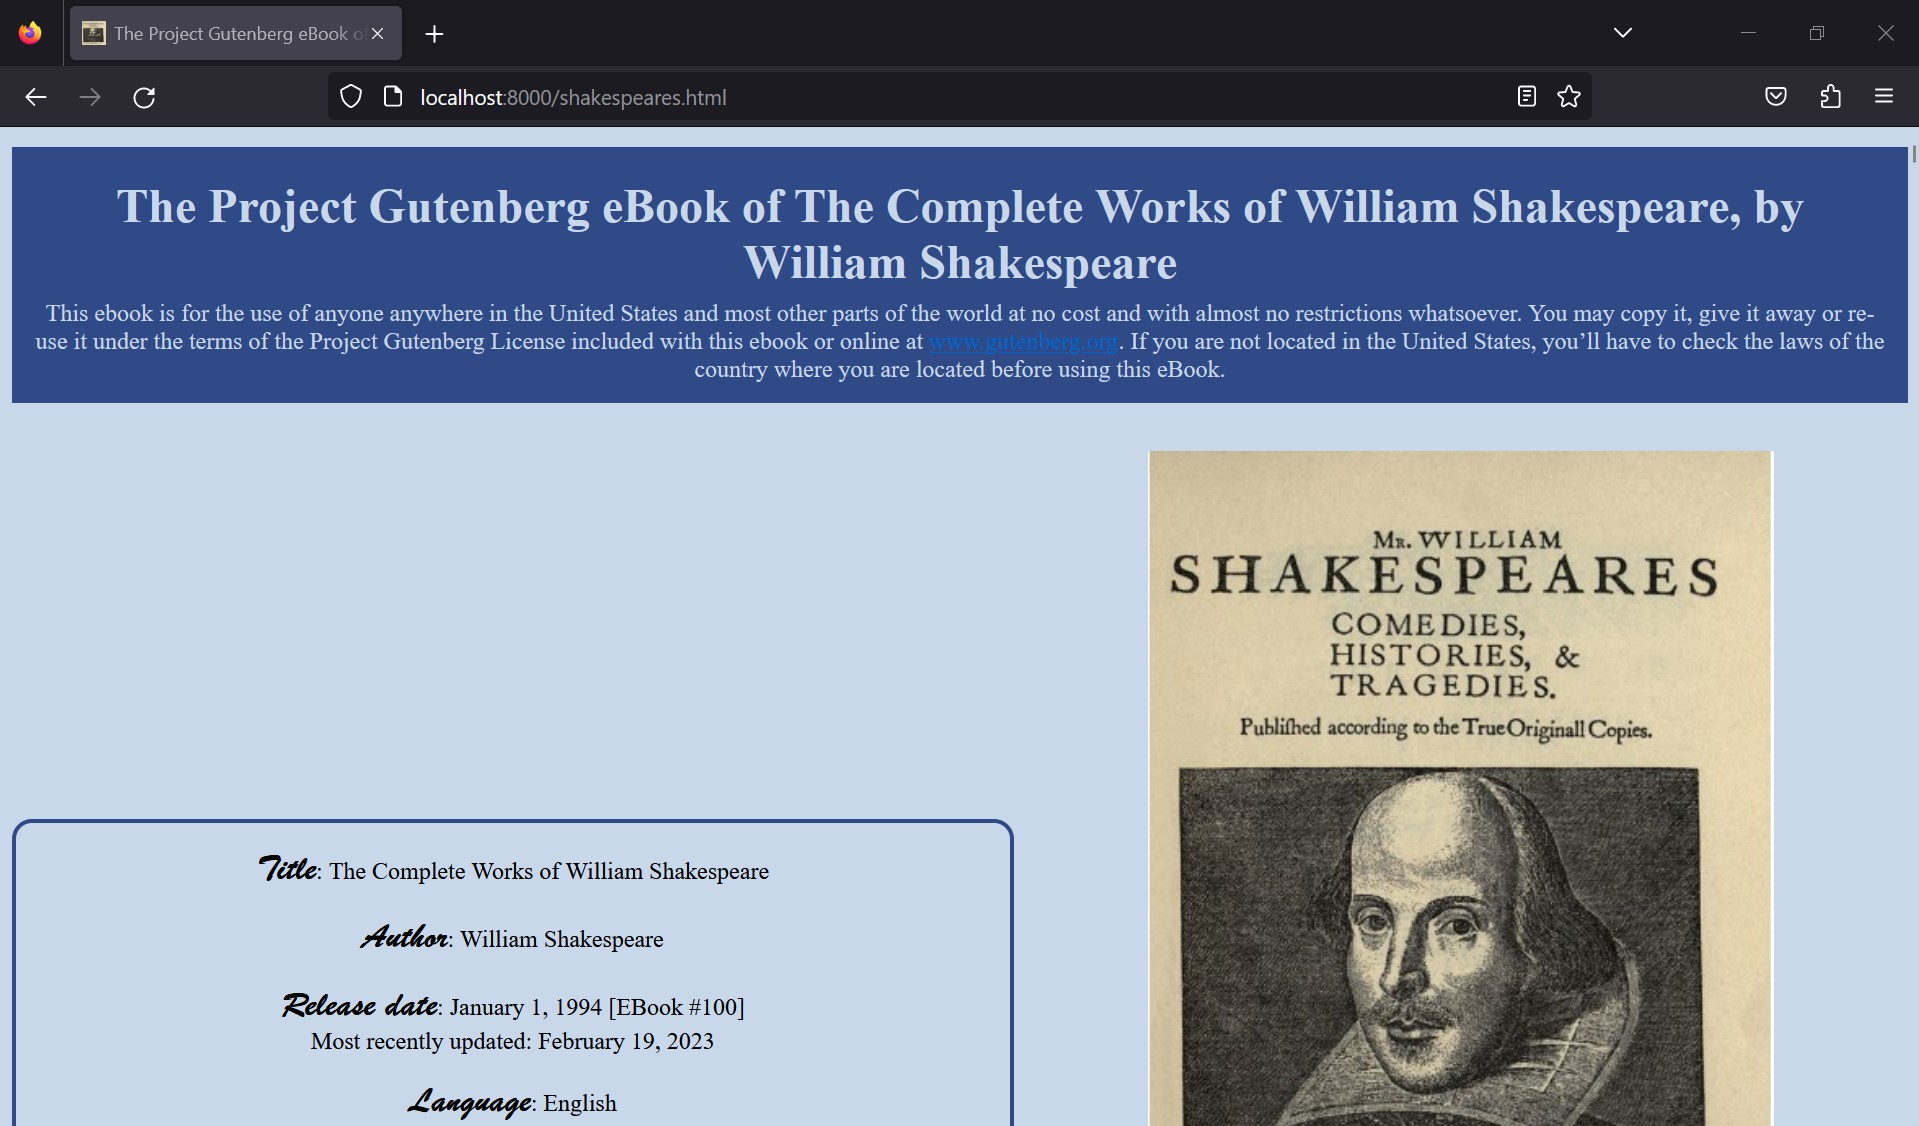 The Project Gutenberg eBook of
localhost:8000/shakespeares.html
The Project Gutenberg eBook of The Complete Works of William Shakespeare, by
William Shakespeare
This ebook is for the use of anyone anywhere in the United States and most other parts of the world at no cost and with almost no restrictions whatsoever. You may copy it, give it away or re-
use it under the terms of the Project Gutenberg License included with this ebook or online at www.gutenberg.org. If you are not located in the United States, you’ll have to check the laws of the
country where you are located before using this eBook.
Title: The Complete Works of William Shakespeare
Author: William Shakespeare
Release date: January 1, 1994 [EBook #100]
Most recently updated: February 19, 2023
Language: English
Mr. WILLIAM
SHAKESPEARES
COMEDIES,
HISTORIES, &
TRAGEDIES.
Publiſhed according to the True Originall Copies.